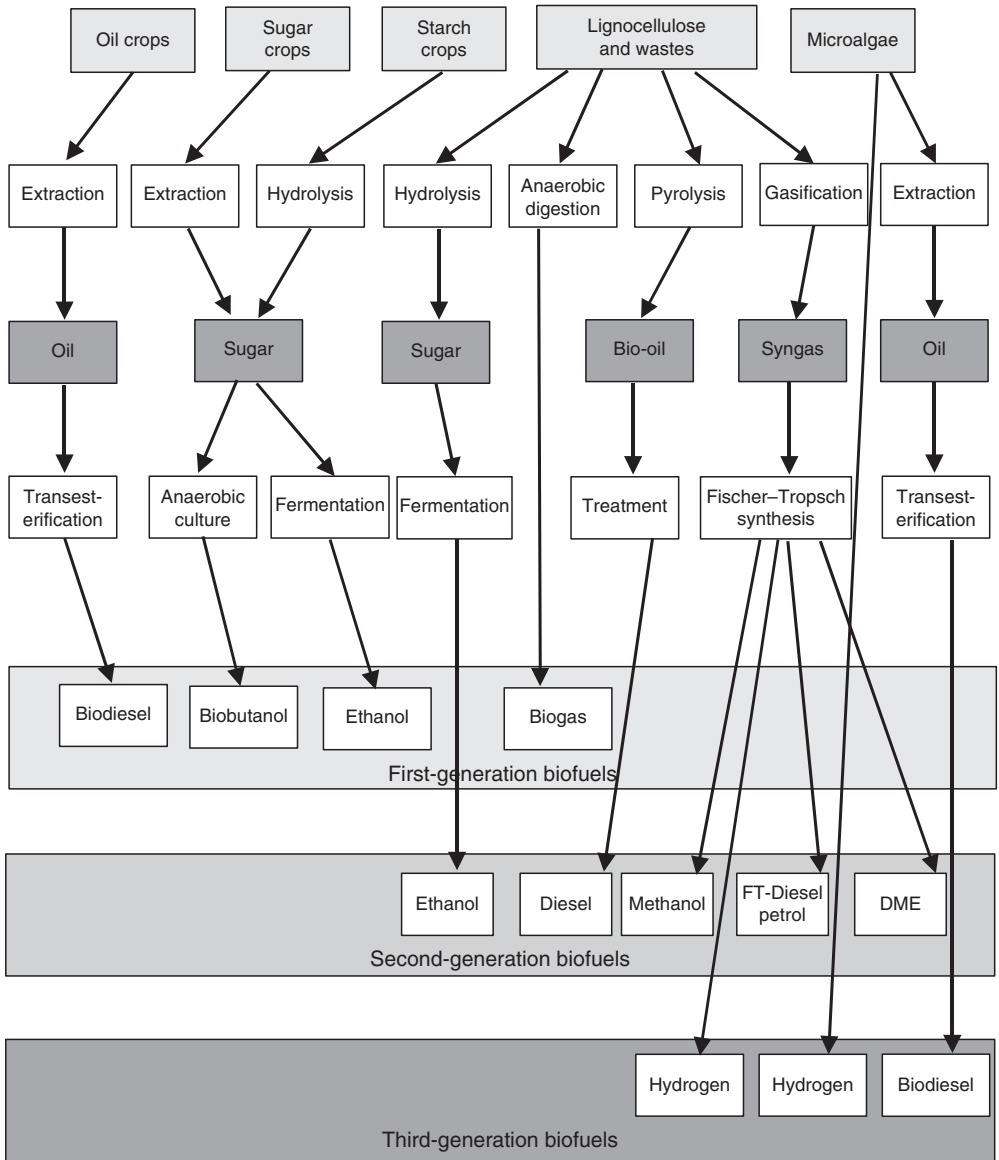 Oil crops
Sugar
crops
Starch
crops
Lignocellulose
and wastes
Microalgae
Extraction
Extraction
Hydrolysis
Hydrolysis
Anaerobic
digestion
Pyrolysis
Gasification
Extraction
Oil
Sugar
Sugar
Bio-oil
Syngas
Oil
Transest-
erification
Anaerobic
culture
Fermentation
Fermentation
Treatment
Fischer–Tropsch
synthesis
Transest-
erification
Biodiesel
Biobutanol
Ethanol
Biogas
First-generation biofuels
Ethanol
Diesel
Methanol
FT-Diesel
petrol
DME
Second-generation biofuels
Hydrogen
Hydrogen
Biodiesel
Third-generation biofuels